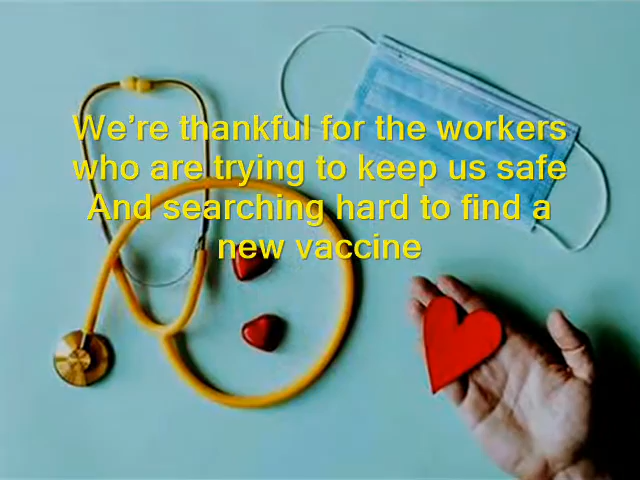 We’re thankful for the workers
who are trying to keep us safe
And searching hard to find a
new vaccine